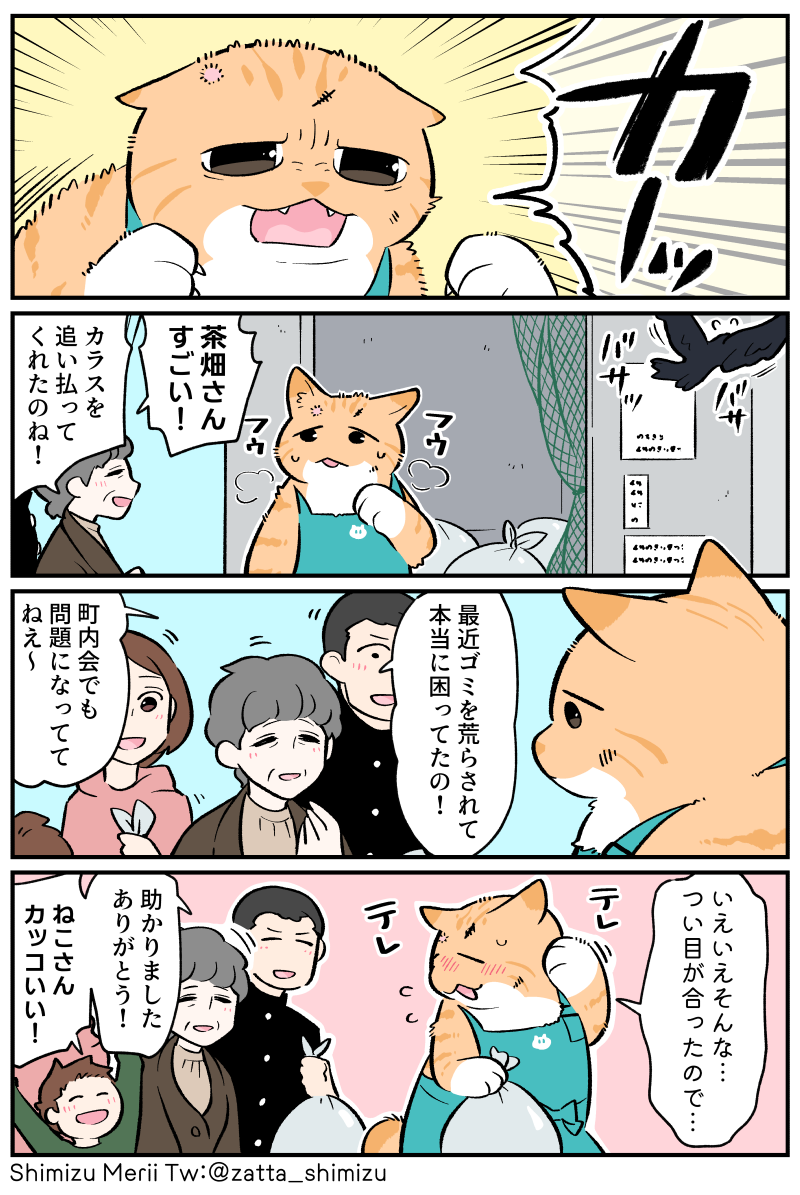 カーッ
バサッ
バサ
茶畑さん
すごい！
フウ
フウ
カラスを
追い払って
くれたのね！
最近ゴミを荒らされて
本当に困ってたの！
町内会でも
問題になってて
ねえ～
いえいえそんな…
つい目が合ったので…
テレ
テレ
助かりました
ありがとう！
ねこさん
カッコいい！
Shimizu Merii Tw:@zatta_shimizu